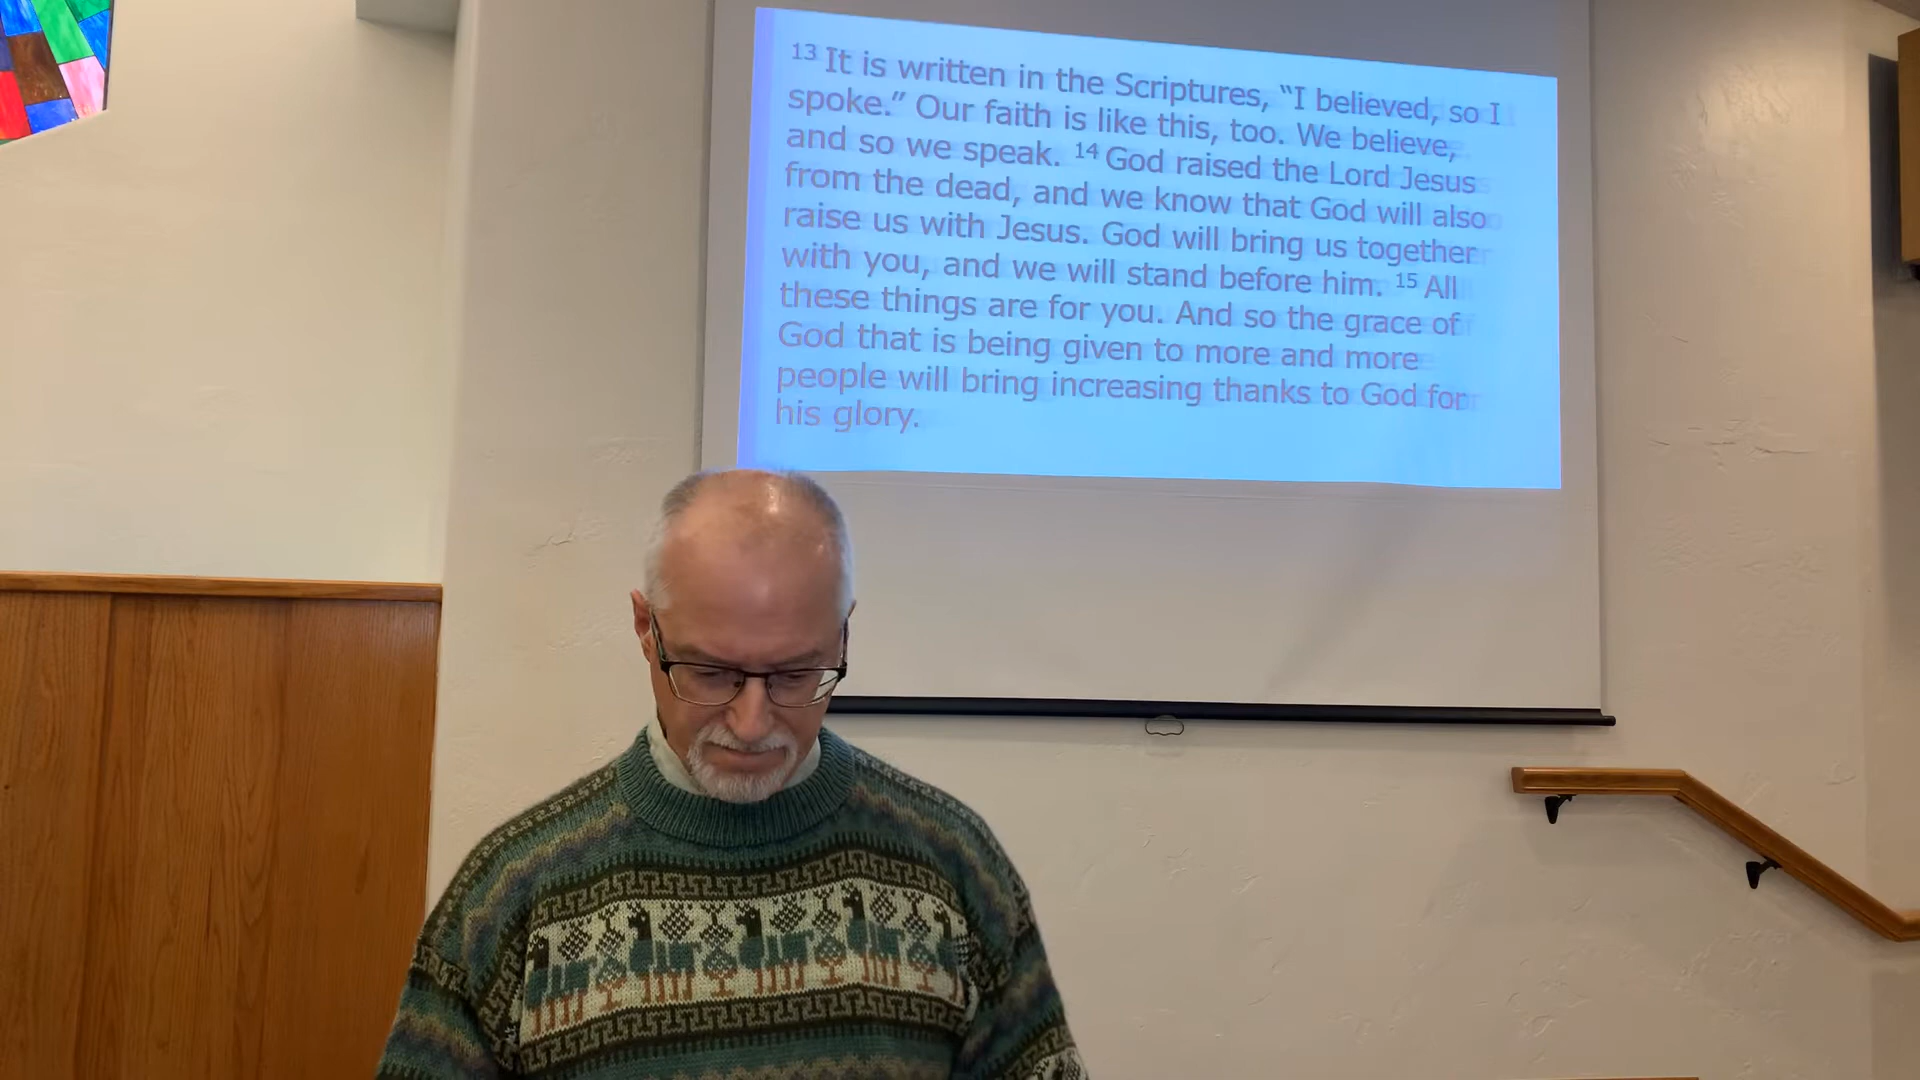 13 It is written in the Scriptures, “I believed, so I
spoke.” Our faith is like this, too. We believe,
and so we speak. 14 God raised the Lord Jesus
from the dead, and we know that God will also
raise us with Jesus. God will bring us together
with you, and we will stand before him. 15 All
these things are for you. And so the grace of
God that is being given to more and more
people will bring increasing thanks to God for
his glory.